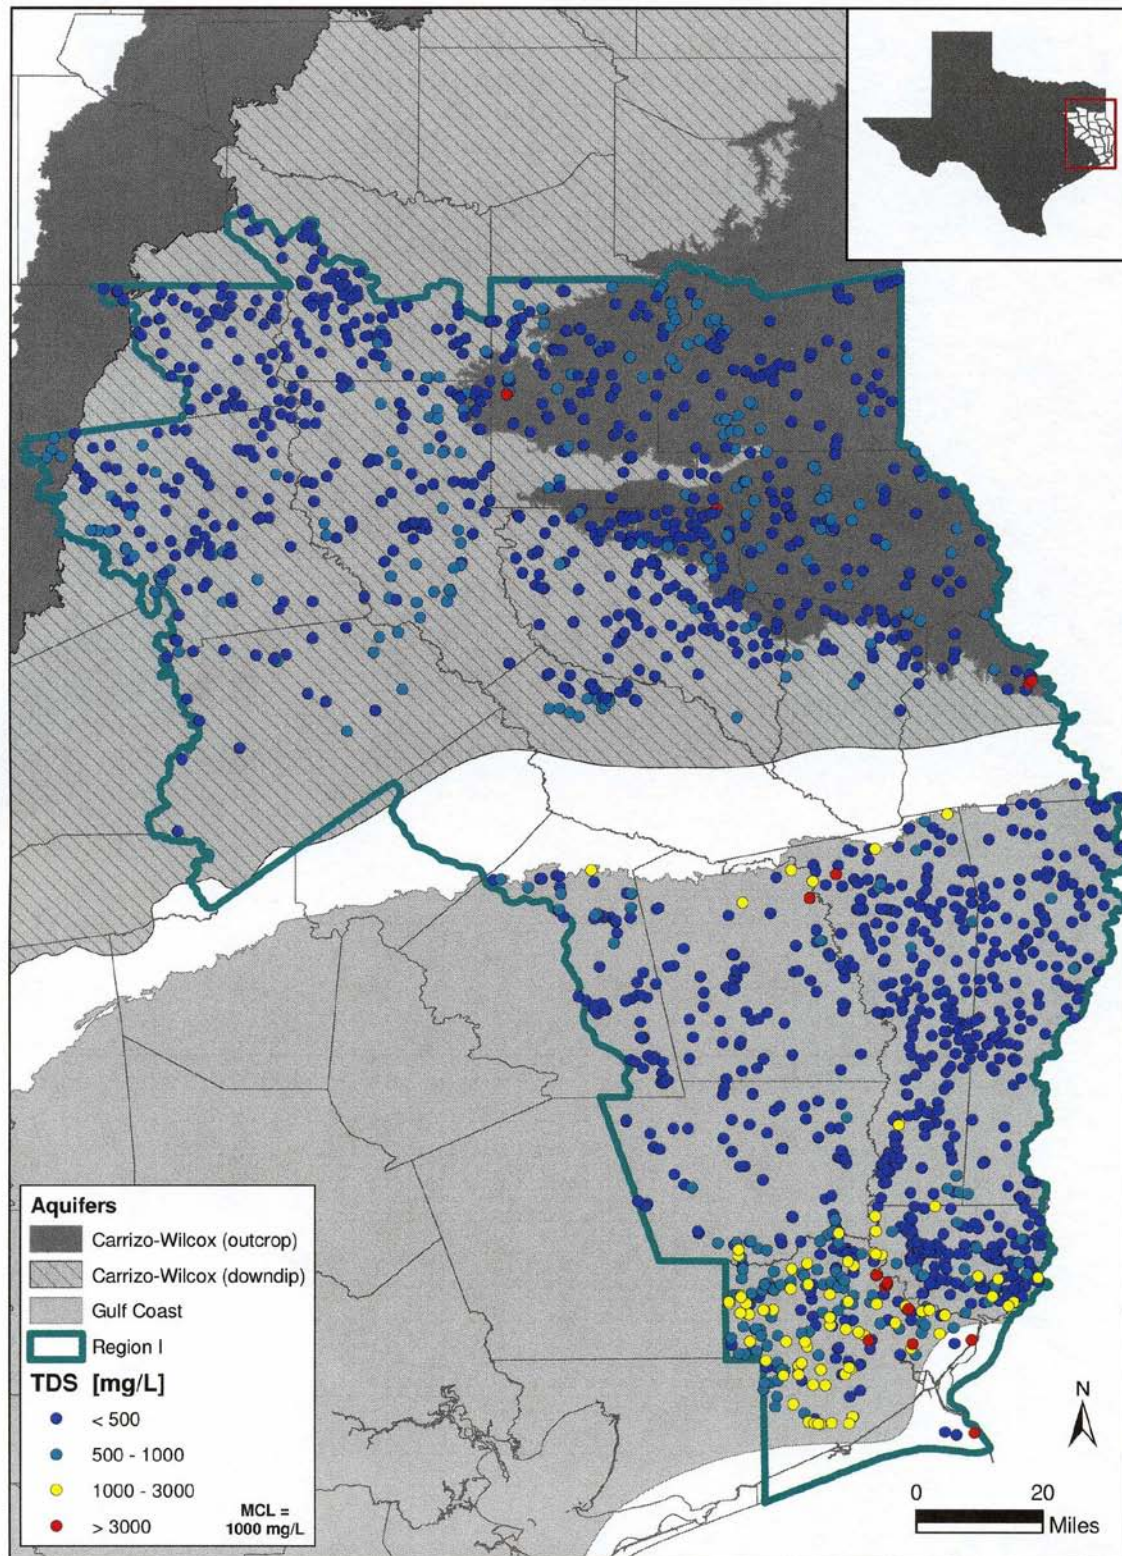 Aquifers
Carrizo-Wilcox (outcrop)
Carrizo-Wilcox (downdip)
Gulf Coast
Region I
TDS [mg/L]
< 500
500 - 1000
1000 - 3000
> 3000
MCL =
1000 mg/L
N
0 20
Miles